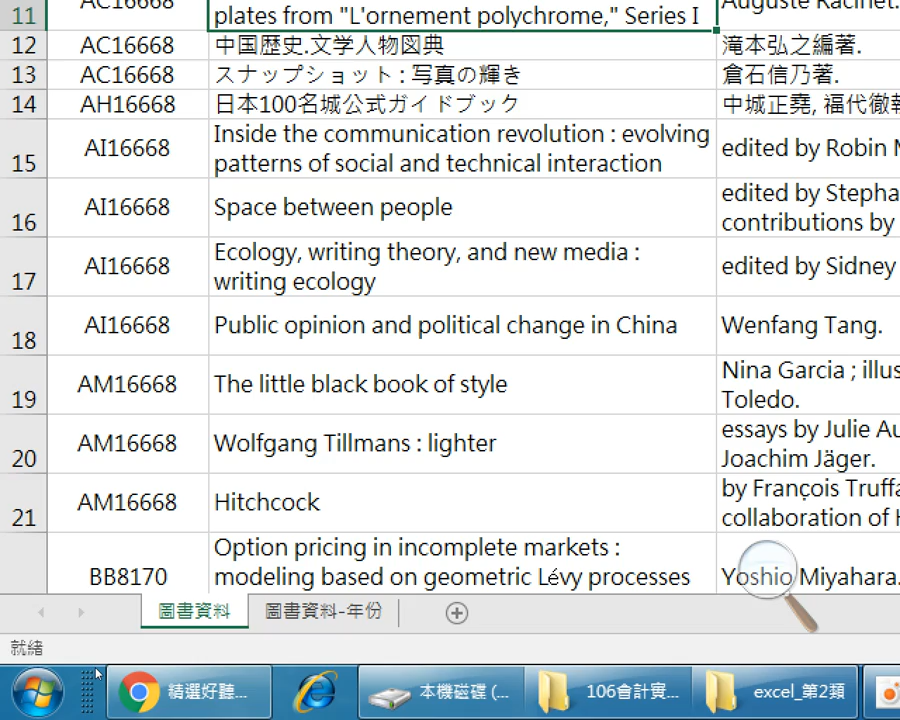 11 AC16668 plates from "L'ornement polychrome," Series I Auguste Racinet.
12 AC16668 中国歴史.文学人物図典 滝本弘之編著.
13 AC16668 スナップショット : 写真の輝き 倉石信乃著.
14 AH16668 日本100名城公式ガイドブック 中城正堯, 福代徹
15 AI16668 Inside the communication revolution : evolving
patterns of social and technical interaction edited by Robin
16 AI16668 Space between people edited by Stepha
contributions by
17 AI16668 Ecology, writing theory, and new media :
writing ecology edited by Sidney
18 AI16668 Public opinion and political change in China Wenfang Tang.
19 AM16668 The little black book of style Nina Garcia ; illus
Toledo.
20 AM16668 Wolfgang Tillmans : lighter essays by Julie Au
Joachim Jäger.
21 AM16668 Hitchcock by François Truffa
collaboration of
BB8170 Option pricing in incomplete markets :
modeling based on geometric Lévy processes Yoshio Miyahara.
圖書資料 圖書資料-年份
就緒
精選好聽... 本機磁碟 (... 106會計實... excel_第2類